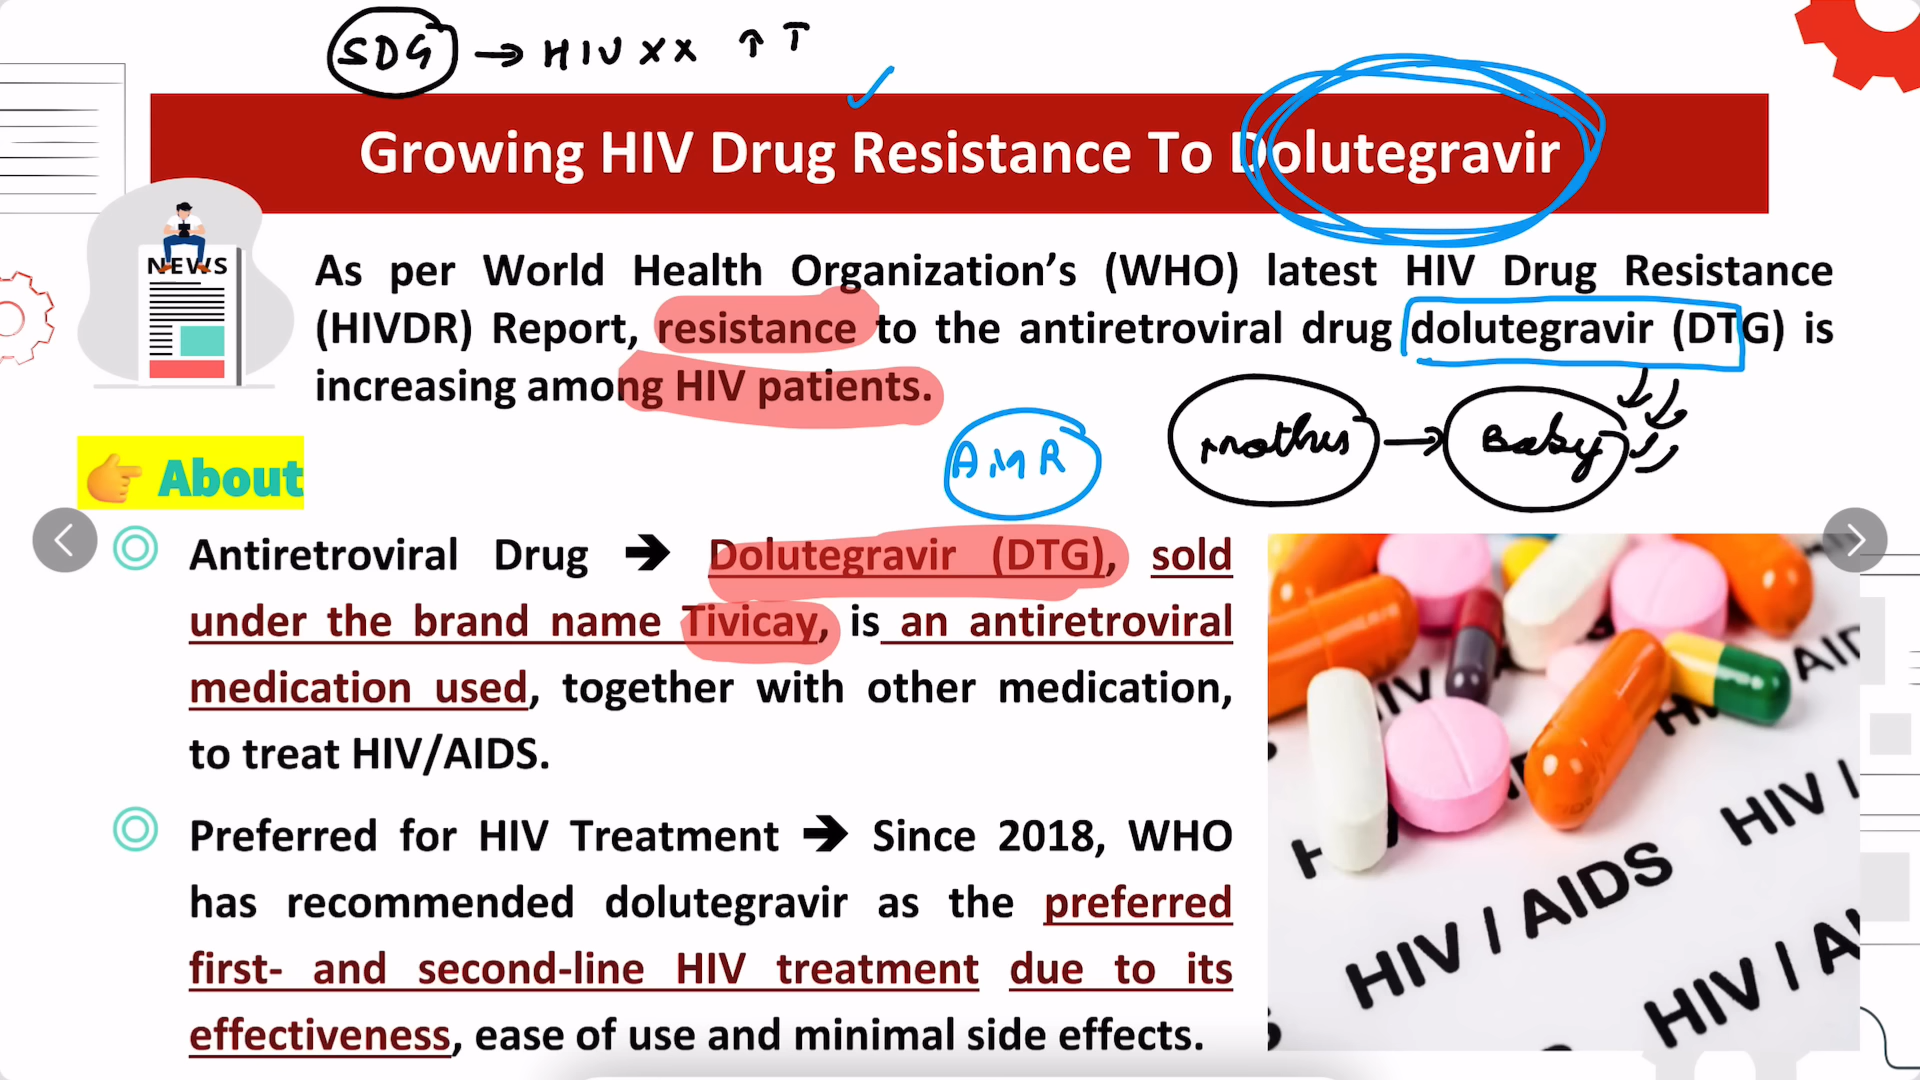 SDG → HIV XX ↑ T
Growing HIV Drug Resistance To Dolutegravir
NEWS
As per World Health Organization’s (WHO) latest HIV Drug Resistance
(HIVDR) Report, resistance to the antiretroviral drug dolutegravir (DTG) is
increasing among HIV patients.
AMR
→ Baby
👉 About
Antiretroviral Drug ➔ Dolutegravir (DTG), sold
under the brand name Tivicay, is an antiretroviral
medication used, together with other medication,
to treat HIV/AIDS.
Preferred for HIV Treatment ➔ Since 2018, WHO
has recommended dolutegravir as the preferred
first- and second-line HIV treatment due to its
effectiveness, ease of use and minimal side effects.
HIV
AID
HIV |
HIV | AIDS
HIV | A